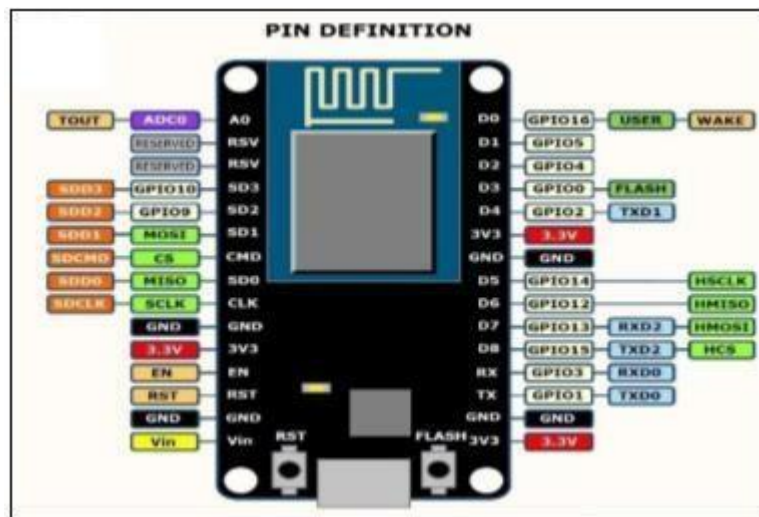 PIN DEFINITION
TOUT ADC0 A0 D0 GPIO16 USER WAKE
RESERVED RSV D1 GPIO5
RESERVED RSV D2 GPIO4
SDD3 GPIO10 SD3 D3 GPIO0 FLASH
SDD2 GPIO9 SD2 D4 GPIO2 TXD1
SDD1 MOSI SD1 3V3 3.3V
SDCMD CS CMD GND GND
SDD0 MISO SD0 D5 GPIO14 HSCLK
SDCLK SCLK CLK D6 GPIO12 HMISO
GND GND D7 GPIO13 RXD2 HMOSI
3.3V 3V3 D8 GPIO15 TXD2 HCS
EN EN RX GPIO3 RXD0
RST RST TX GPIO1 TXD0
GND GND GND GND
Vin Vin RST FLASH 3V3 3.3V